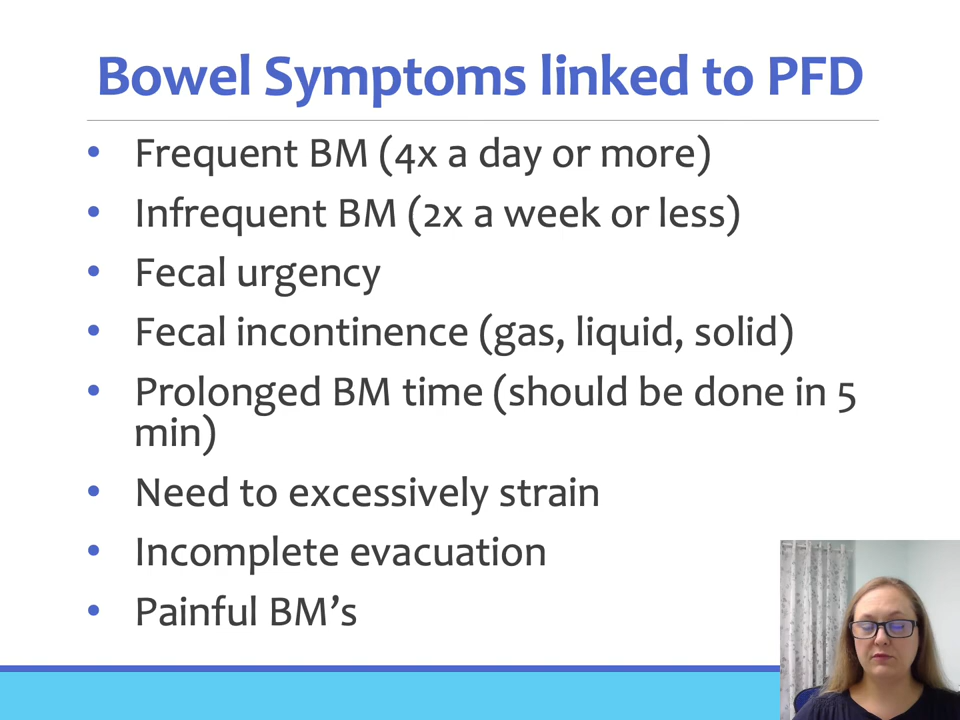 Bowel Symptoms linked to PFD
• Frequent BM (4x a day or more)
• Infrequent BM (2x a week or less)
• Fecal urgency
• Fecal incontinence (gas, liquid, solid)
• Prolonged BM time (should be done in 5
min)
• Need to excessively strain
• Incomplete evacuation
• Painful BM’s